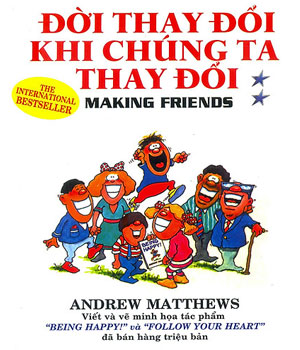 ĐỜI THAY ĐỔI
KHI CHÚNG TA
THAY ĐỔI
THE
INTERNATIONAL
BESTSELLER
MAKING FRIENDS
BEING
HAPPY!
ANDREW MATTHEWS
Viết và vẽ minh họa tác phẩm
“BEING HAPPY!” và “FOLLOW YOUR HEART”
đã bán hàng triệu bản